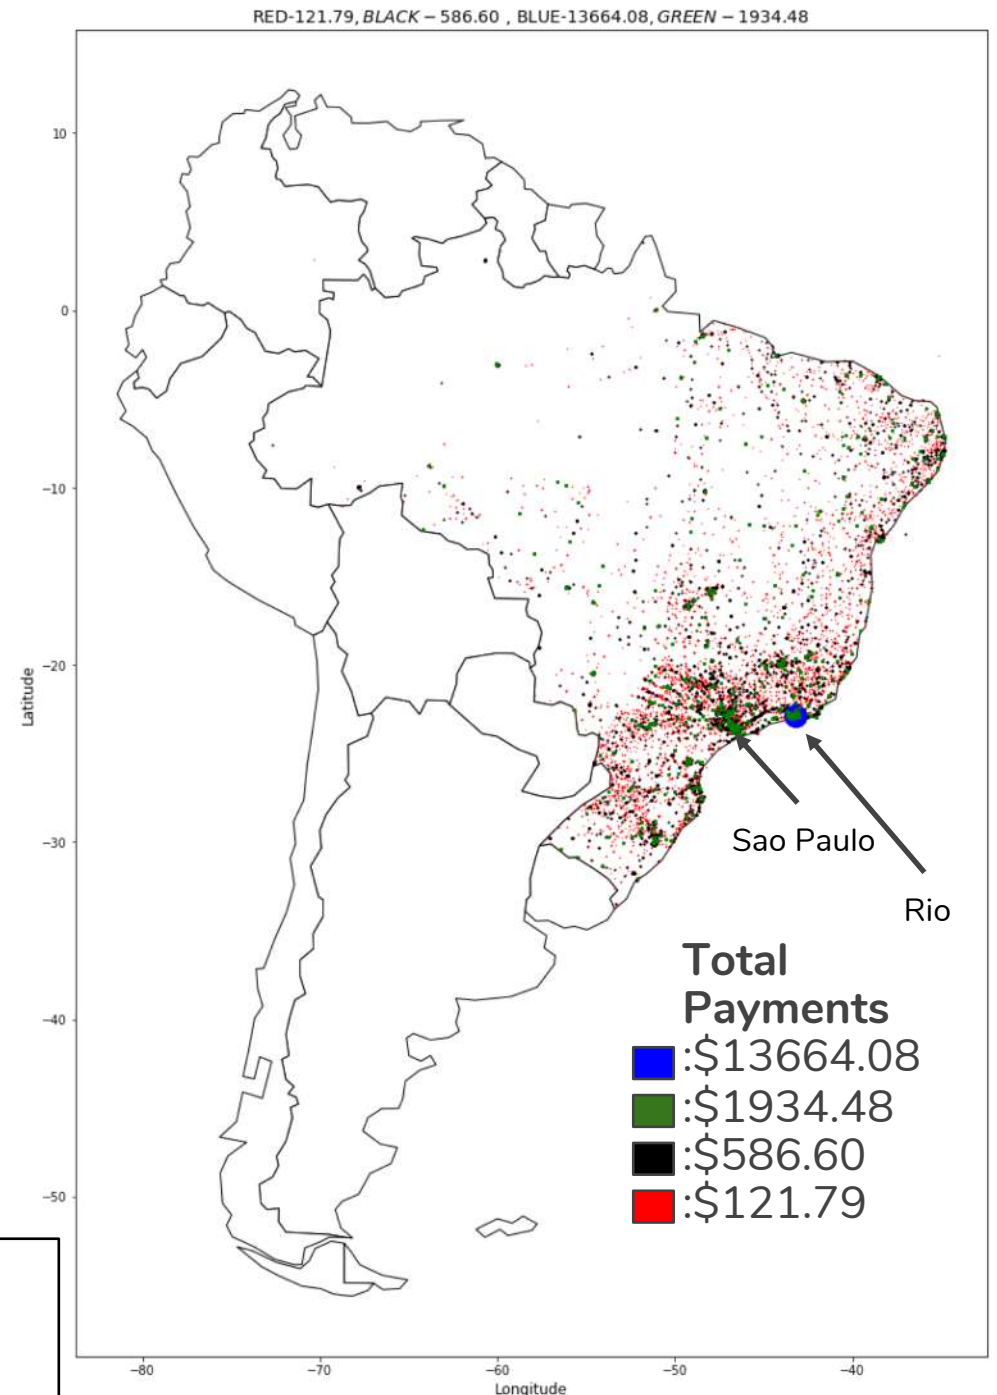 RED-121.79, BLACK − 586.60 , BLUE-13664.08, GREEN − 1934.48
10
0
−10
−20
−30
−40
−50
Latitude
Sao Paulo
Rio
Total
Payments
:$13664.08
:$1934.48
:$586.60
:$121.79
−80
−70
−60
−50
−40
Longitude